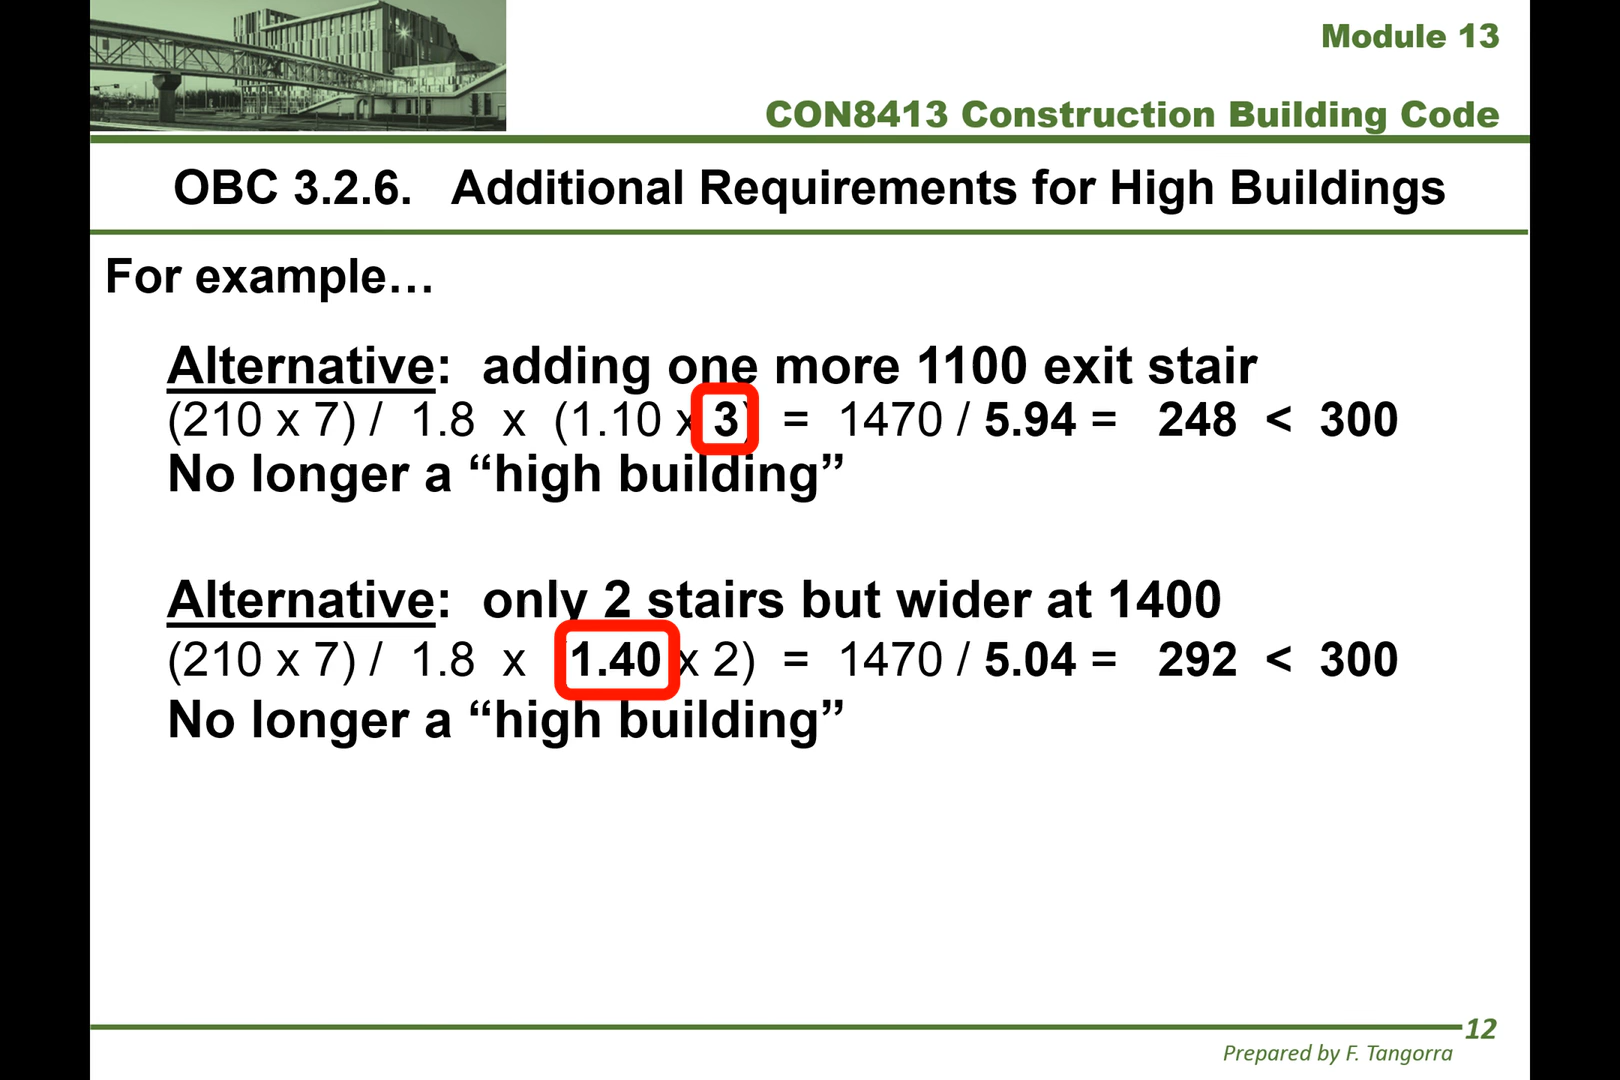 Module 13
CON8413 Construction Building Code
OBC 3.2.6. Additional Requirements for High Buildings
For example…
Alternative: adding one more 1100 exit stair
(210 x 7) / 1.8 x (1.10 x 3) = 1470 / 5.94 = 248 < 300
No longer a “high building”
Alternative: only 2 stairs but wider at 1400
(210 x 7) / 1.8 x (1.40 x 2) = 1470 / 5.04 = 292 < 300
No longer a “high building”
12
Prepared by F. Tangorra